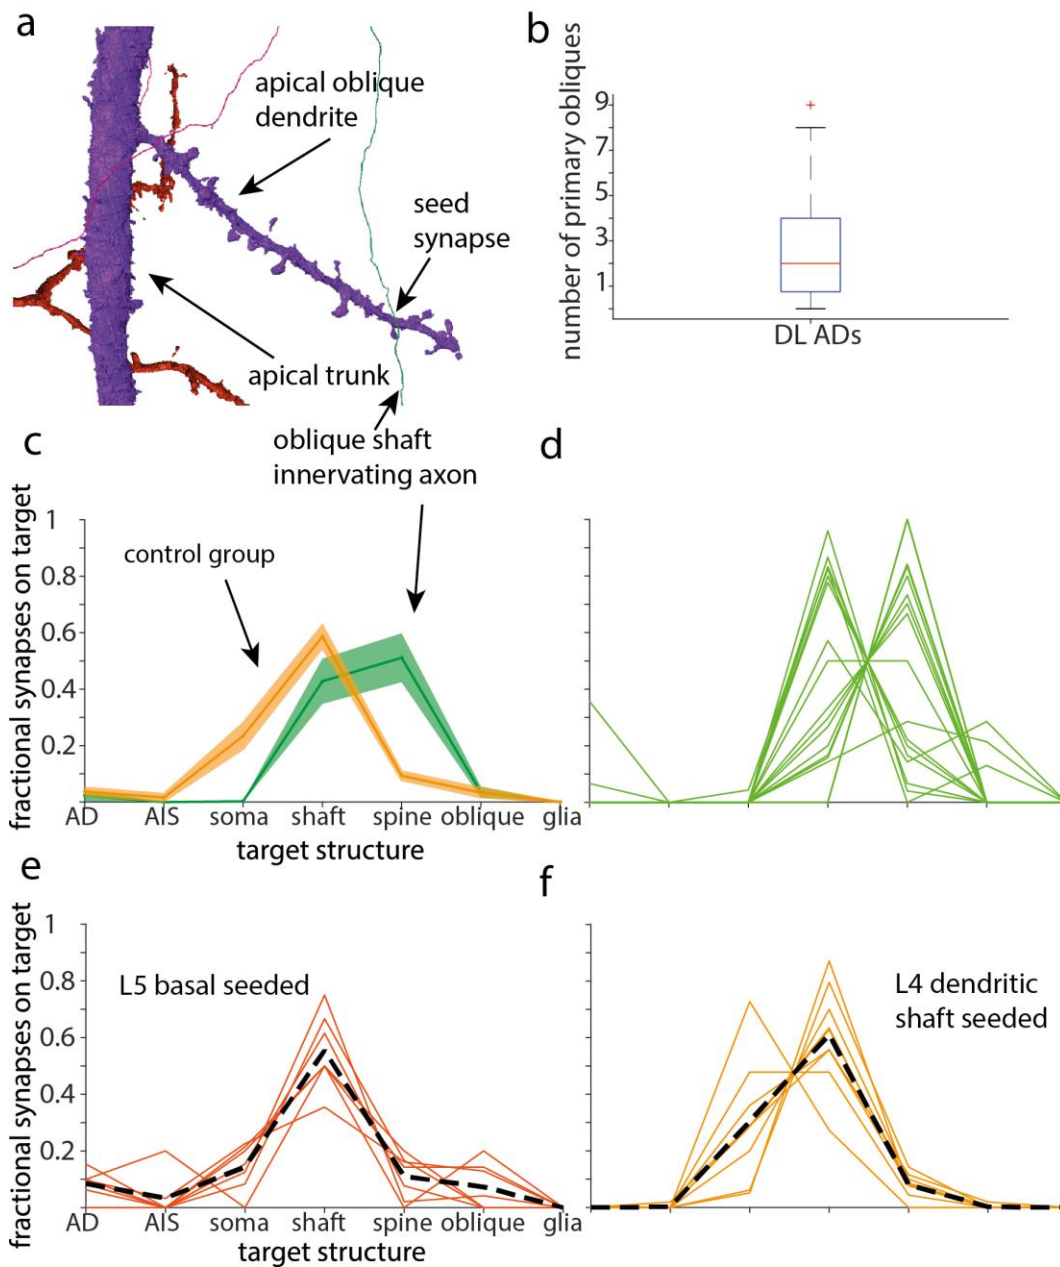 a
apical oblique
dendrite
seed
synapse
apical trunk
oblique shaft
innervating axon
b
number of primary obliques
9
7
5
3
1
DL ADs
c
fractional synapses on target
1
0.8
0.6
0.4
0.2
control group
AD AIS soma shaft spine oblique glia
target structure
d
e
fractional synapses on target
1
0.8
0.6
0.4
0.2
L5 basal seeded
AD AIS soma shaft spine oblique glia
target structure
f
L4 dendritic
shaft seeded